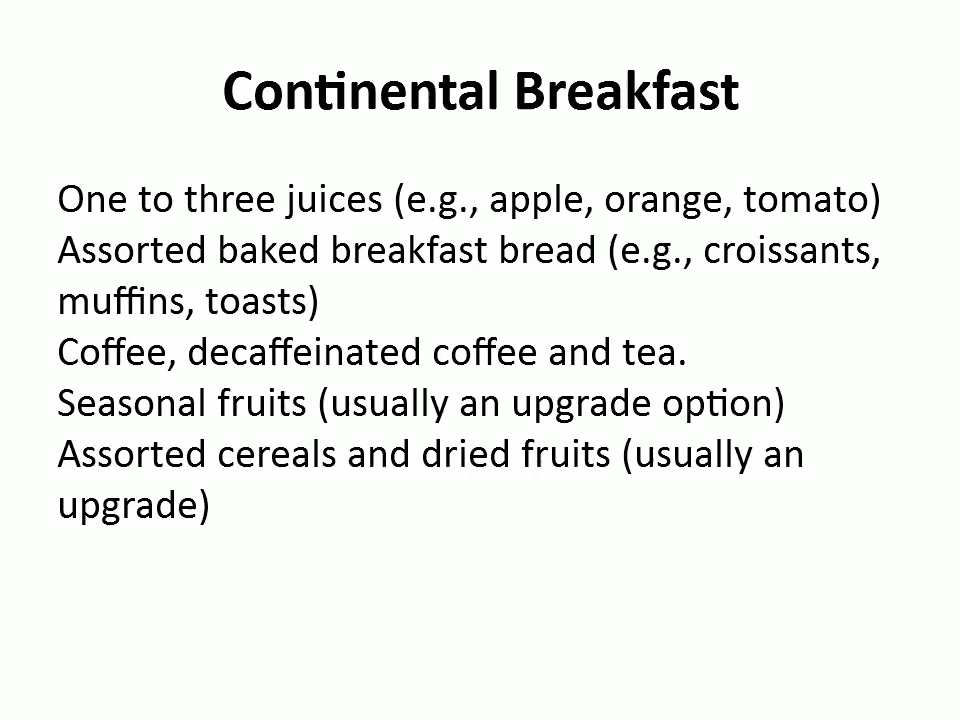 Continental Breakfast
One to three juices (e.g., apple, orange, tomato)
Assorted baked breakfast bread (e.g., croissants,
muffins, toasts)
Coffee, decaffeinated coffee and tea.
Seasonal fruits (usually an upgrade option)
Assorted cereals and dried fruits (usually an
upgrade)